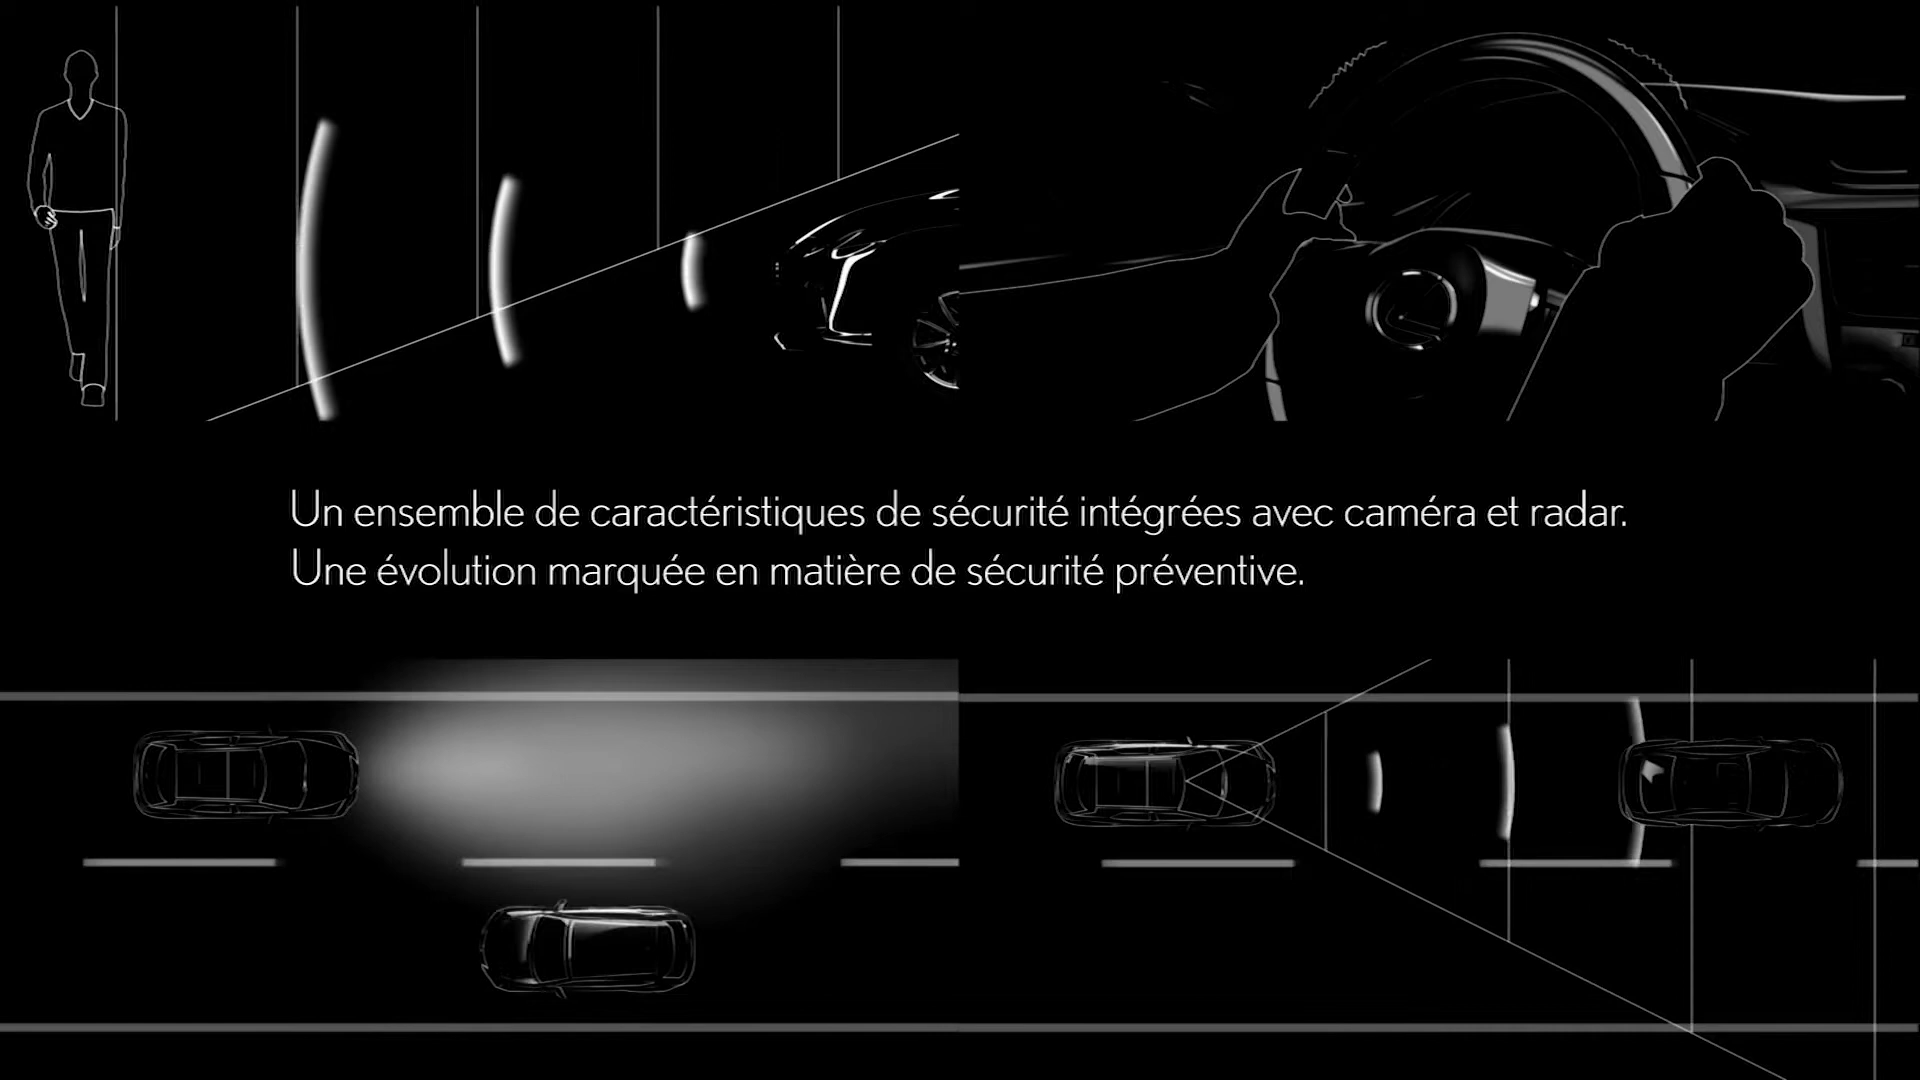 Un ensemble de caractéristiques de sécurité intégrées avec caméra et radar.
Une évolution marquée en matière de sécurité préventive.